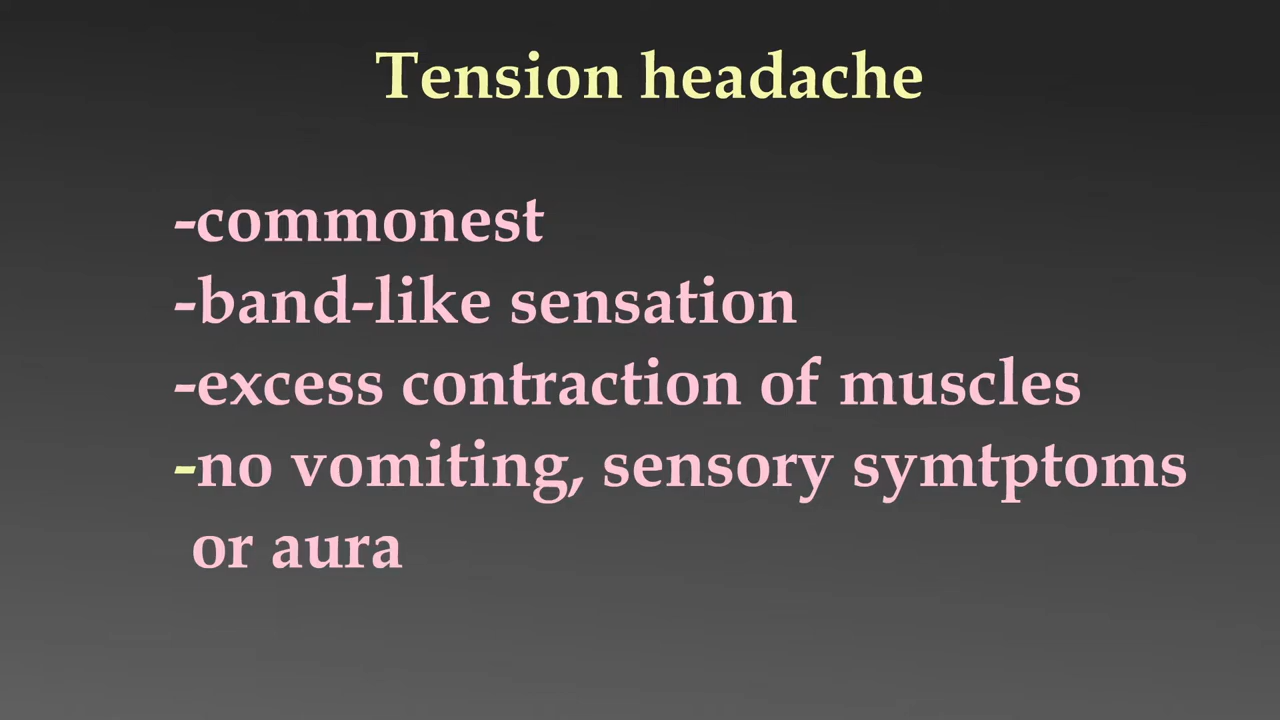 Tension headache
-commonest
-band-like sensation
-excess contraction of muscles
-no vomiting, sensory symtptoms
or aura